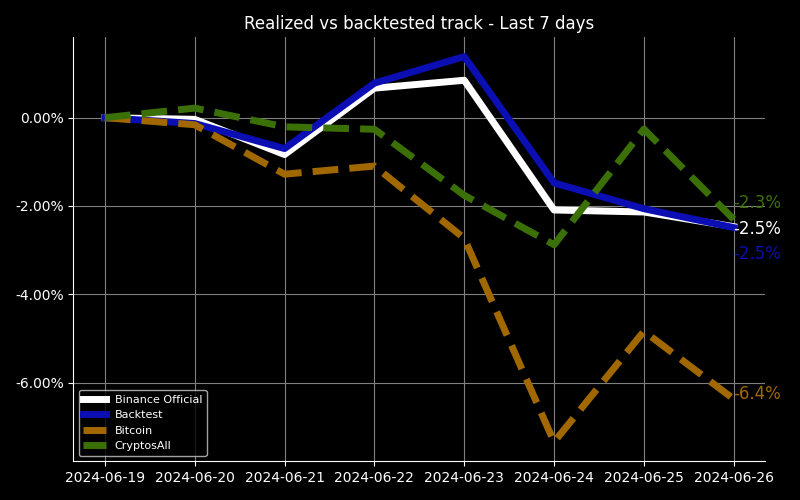 Realized vs backtested track - Last 7 days
0.00%
-2.00%
-4.00%
-6.00%
-2.3%
-2.5%
-2.5%
-6.4%
Binance Official
Backtest
Bitcoin
CryptosAll
2024-06-19 2024-06-20 2024-06-21 2024-06-22 2024-06-23 2024-06-24 2024-06-25 2024-06-26